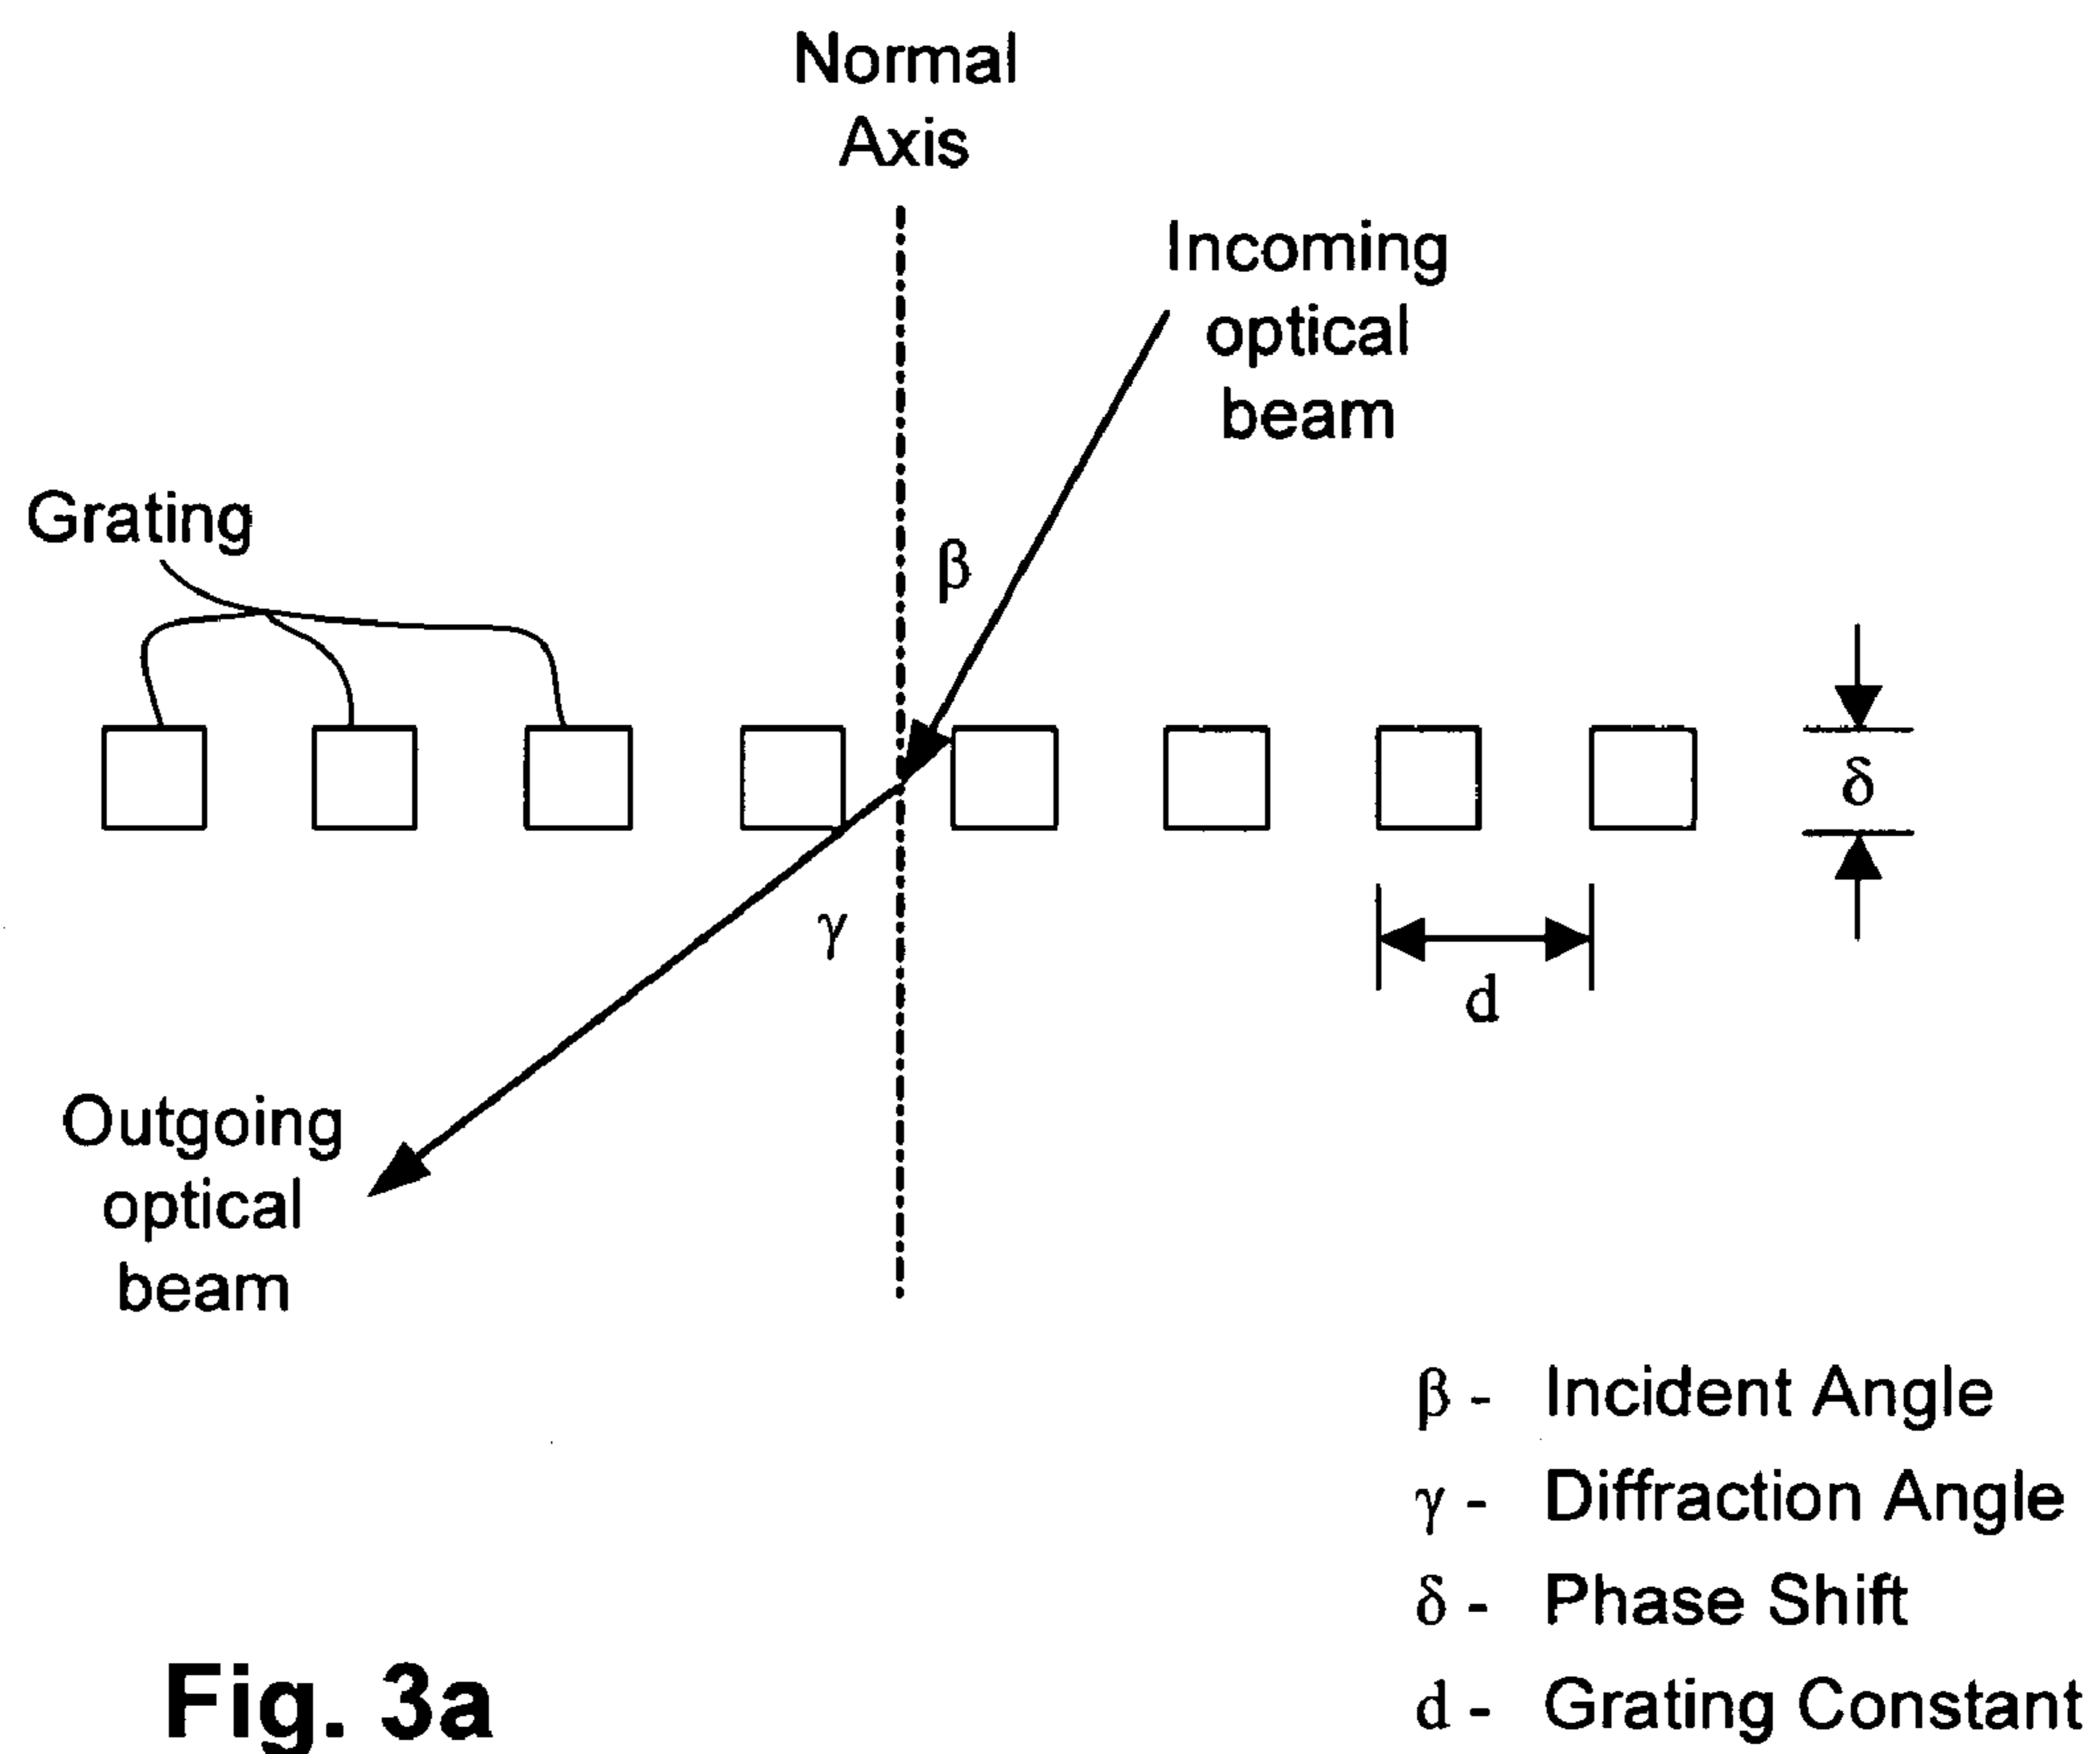 Normal
Axis
Incoming
optical
beam
Grating
β
δ
γ
d
Outgoing
optical
beam
β - Incident Angle
γ - Diffraction Angle
δ - Phase Shift
d - Grating Constant
Fig. 3a